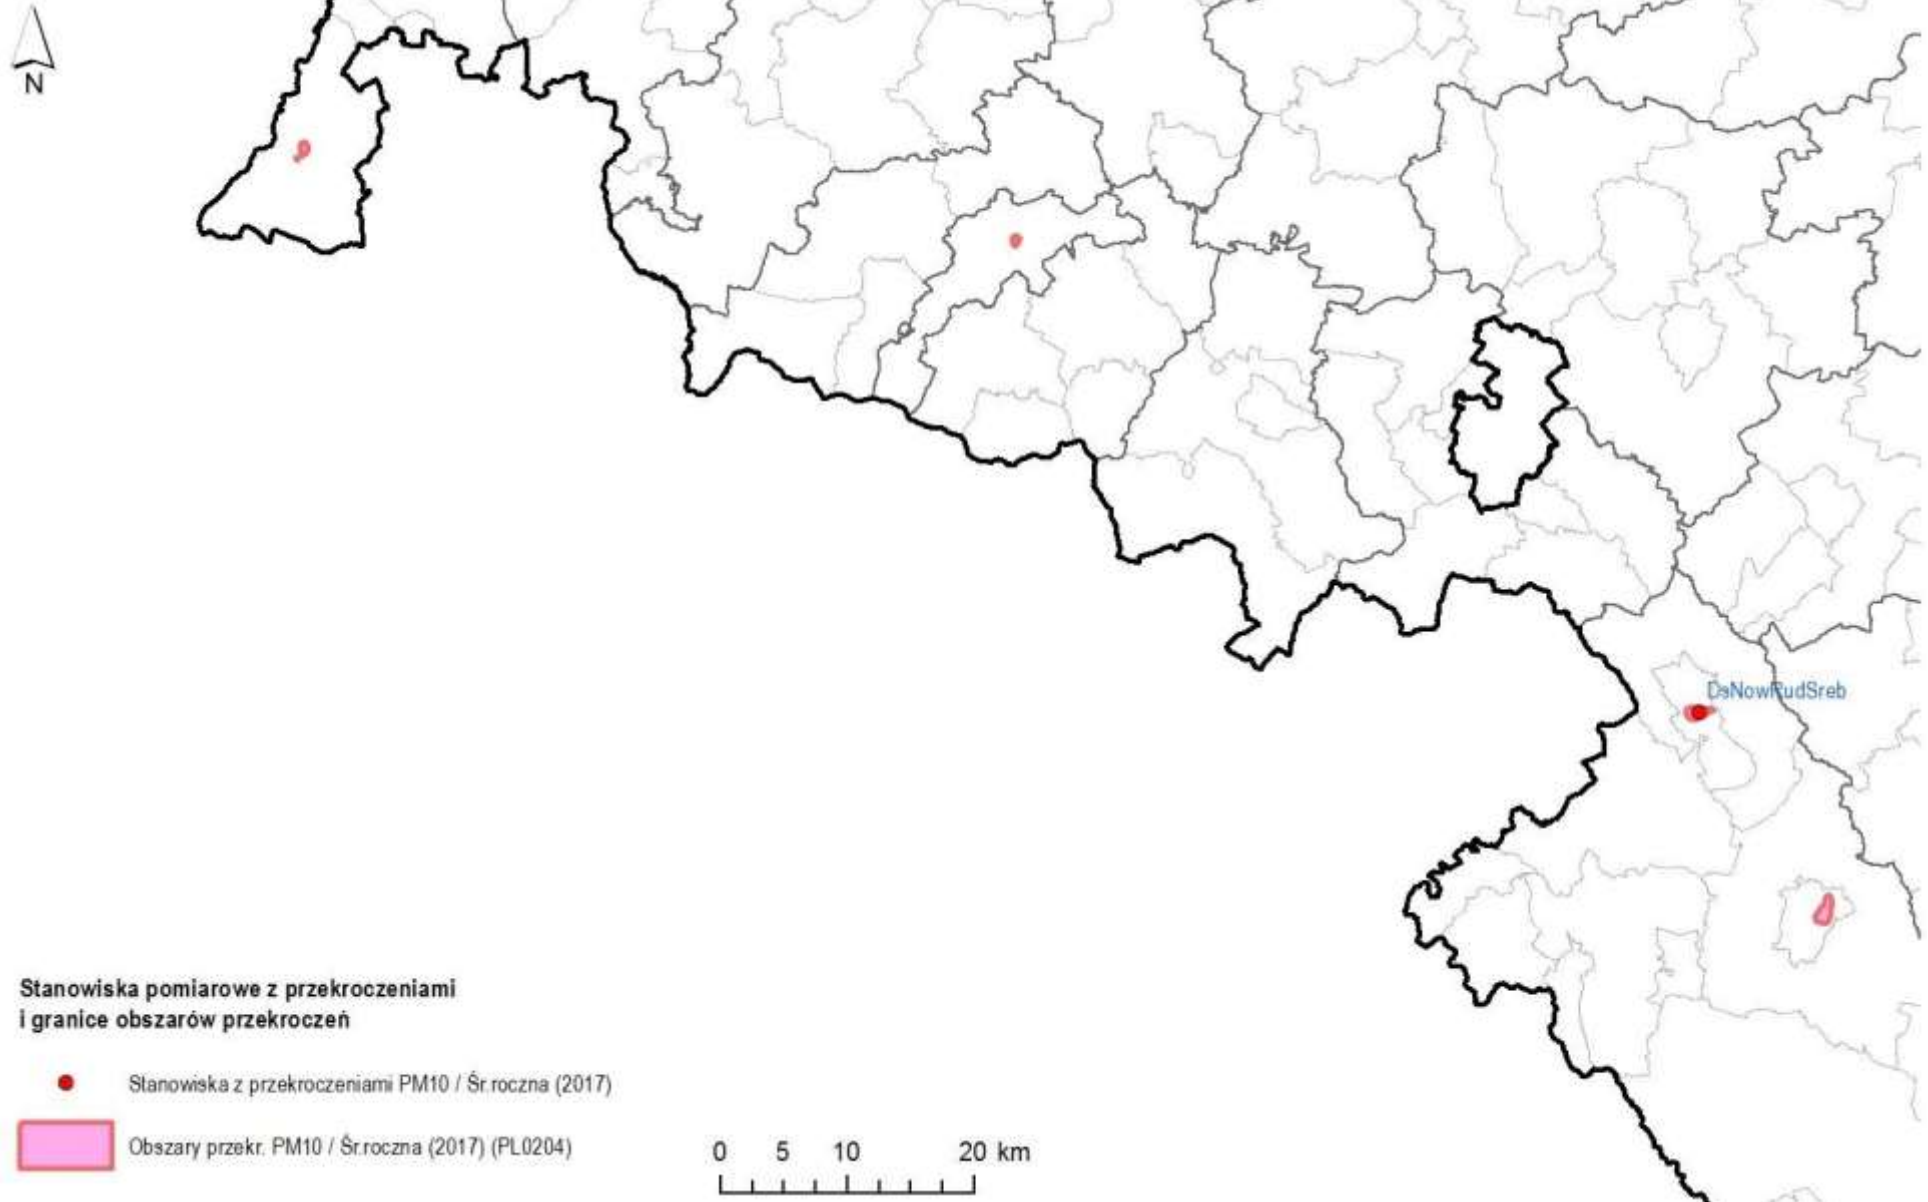 N
DsNowRudSreb
Stanowiska pomiarowe z przekroczeniami
i granice obszarów przekroczeń
Stanowiska z przekroczeniami PM10 / Śr.roczna (2017)
Obszary przekr. PM10 / Śr.roczna (2017) (PL0204)
0 5 10 20 km